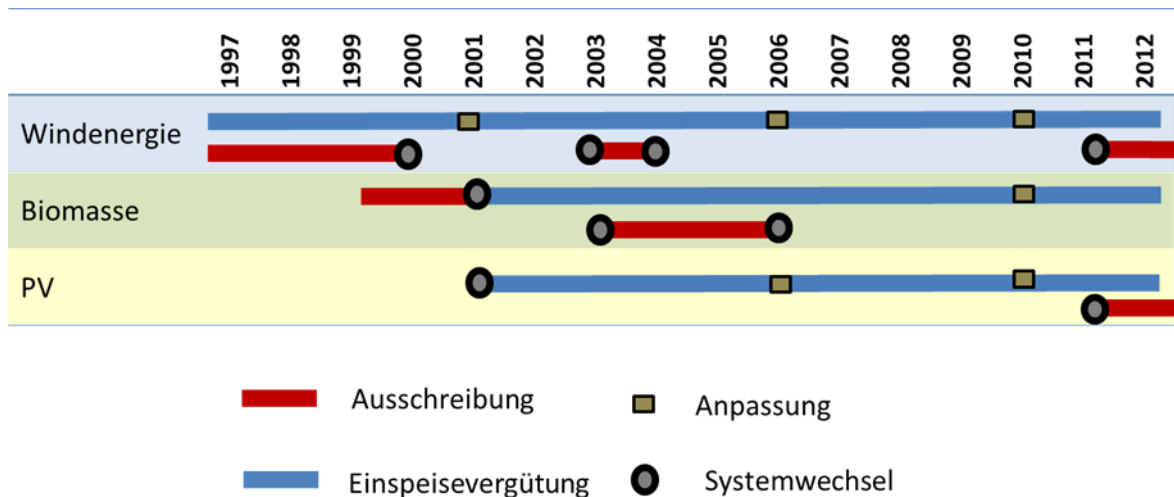 1997 1998 1999 2000 2001 2002 2003 2004 2005 2006 2007 2008 2009 2010 2011 2012
Windenergie
Biomasse
PV
Ausschreibung Anpassung
Einspeisevergütung Systemwechsel